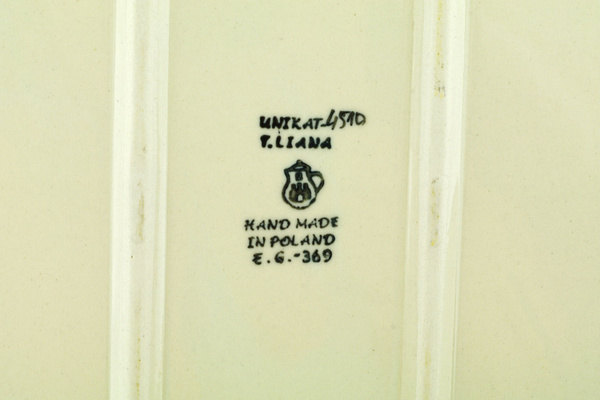 UNIKAT-4510
P.LIANA
HAND MADE
IN POLAND
E.G.-369